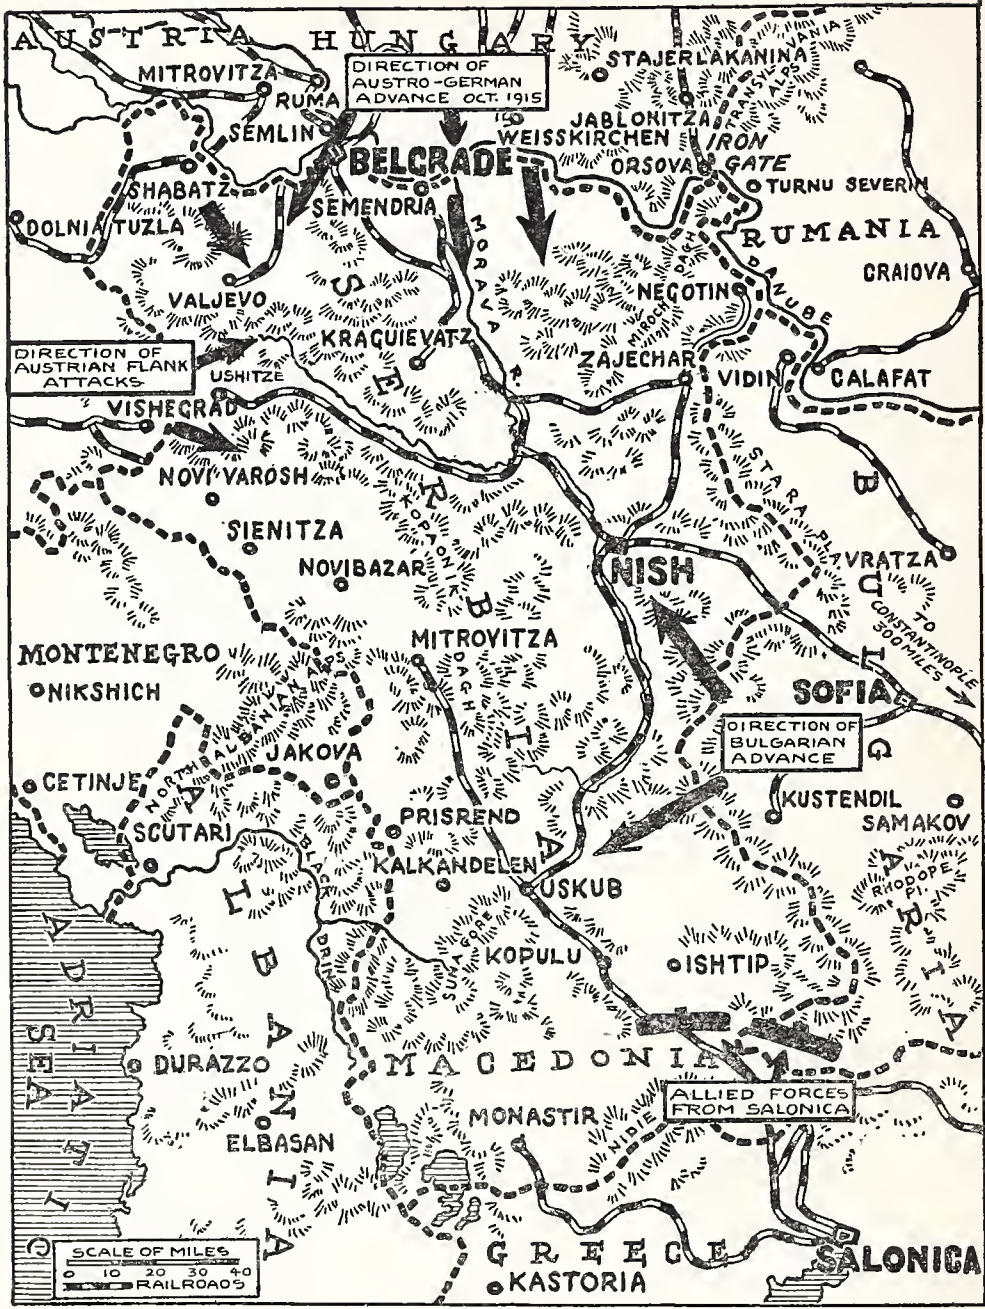 AUSTRIA HUNGARY
STAJERLAKANINA
TRANSYLVANIA
ALPS
MITROVITZA
DIRECTION OF
AUSTRO-GERMAN
ADVANCE OCT. 1915
RUMA
SEMLIN
JABLONITZA
WEISSKIRCHEN
IRON
GATE
BELGRADE
ORSOVA
TURNU SEVERIN
SHABATZ
SEMENDRIA
DOLNIA TUZLA
RUMANIA
MORAVA R.
MIROCH DAGH
DANUBE
CRAIOVA
VALJEVO
NEGOTIN
SERBIA
KRAGUIEVATZ
DIRECTION OF
AUSTRIAN FLANK
ATTACKS
USHITZE
ZAJECHAR
VIDIN
CALAFAT
VISHEGRAD
NOVI VAROSH
KOPAONIK
STARA PLA
BULGARIA
SIENITZA
NOVIBAZAR
NISH
VRATZA
TO
CONSTANTINOPLE
300 MILES
MITROVITZA
DAGH
MONTENEGRO
NIKSHICH
NORTH ALBANIAN ALPS
SOFIA
DIRECTION OF
BULGARIAN
ADVANCE
JAKOVA
CETINJE
PRISREND
KUSTENDIL
SAMAKOV
SCUTARI
KALKANDELEN
USKUB
RHODOPE
PL.
ALBANIA
BLACK DRIN
SUHA GORE
KOPULU
ISHTIP
ADRIATIC
SEA
DURAZZO
MACEDONIA
ALLIED FORCES
FROM SALONICA
MONASTIR
NIDJE
ELBASAN
GREECE
SALONICA
KASTORIA
SCALE OF MILES
0 10 20 30 40
RAILROADS